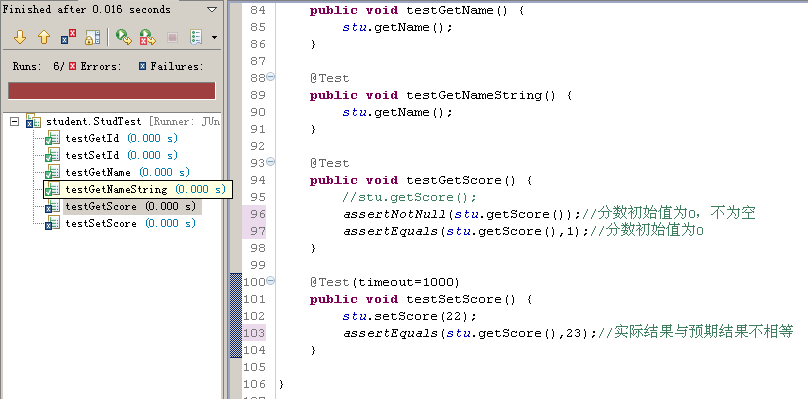 Finished after 0.016 seconds
Runs: 6/ Errors: Failures:
student.StudTest [Runner: JUn
testGetId (0.000 s)
testSetId (0.000 s)
testGetName (0.000 s)
testGetNameString (0.000 s)
testGetScore (0.000 s)
testSetScore (0.000 s)
84 public void testGetName() {
85 stu.getName();
86 }
87
88 @Test
89 public void testGetNameString() {
90 stu.getName();
91 }
92
93 @Test
94 public void testGetScore() {
95 //stu.getScore();
96 assertNotNull(stu.getScore());//分数初始值为0，不为空
97 assertEquals(stu.getScore(),1);//分数初始值为0
98 }
99
100 @Test(timeout=1000)
101 public void testSetScore() {
102 stu.setScore(22);
103 assertEquals(stu.getScore(),23);//实际结果与预期结果不相等
104 }
105
106 }